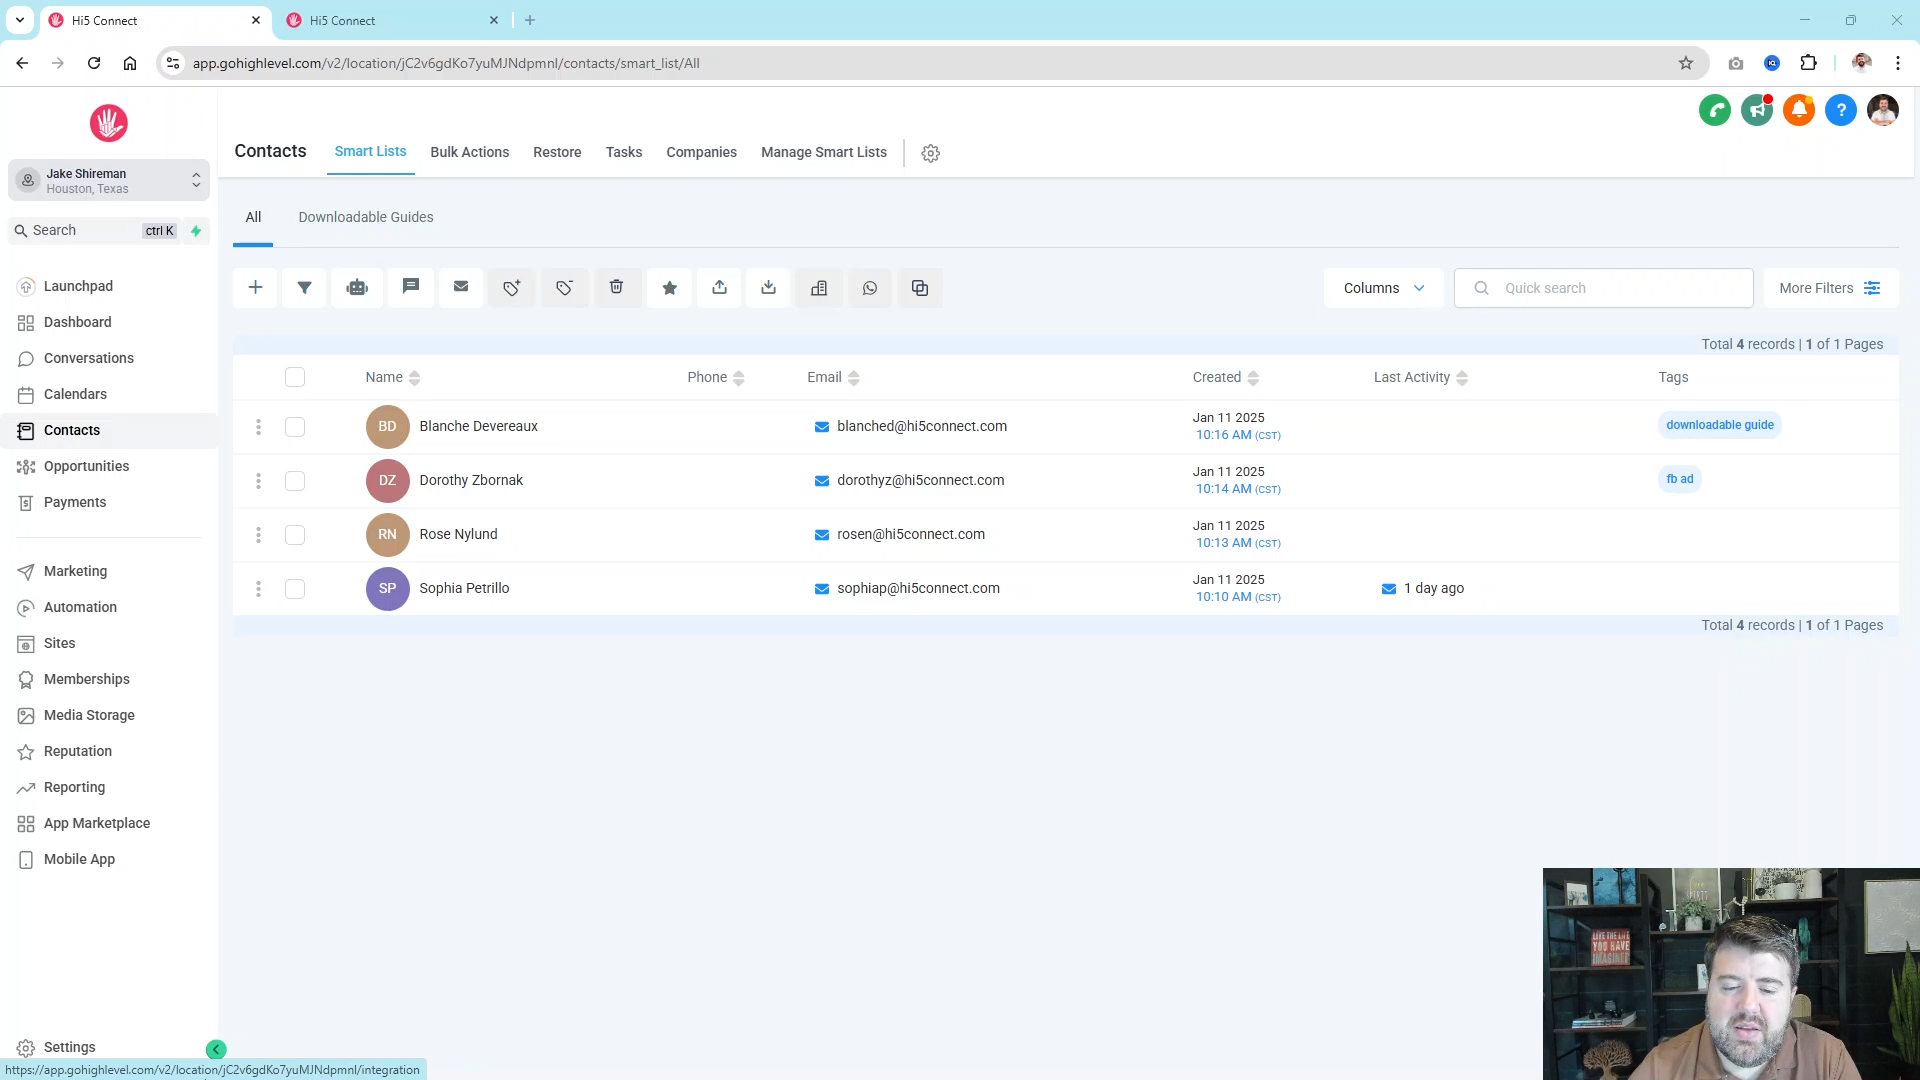 Hi5 Connect
Hi5 Connect
app.gohighlevel.com/v2/location/jC2v6gdKo7yuMJNdpmnl/contacts/smart_list/All
Jake Shireman
Houston, Texas
Search
ctrl K
Launchpad
Dashboard
Conversations
Calendars
Contacts
Opportunities
Payments
Marketing
Automation
Sites
Memberships
Media Storage
Reputation
Reporting
App Marketplace
Mobile App
Settings
Contacts
Smart Lists
Bulk Actions
Restore
Tasks
Companies
Manage Smart Lists
?
All
Downloadable Guides
Columns
Quick search
More Filters
Total 4 records | 1 of 1 Pages
Name
Phone
Email
Created
Last Activity
Tags
BD
Blanche Devereaux
blanched@hi5connect.com
Jan 11 2025
10:16 AM (CST)
downloadable guide
DZ
Dorothy Zbornak
dorothyz@hi5connect.com
Jan 11 2025
10:14 AM (CST)
fb ad
RN
Rose Nylund
rosen@hi5connect.com
Jan 11 2025
10:13 AM (CST)
SP
Sophia Petrillo
sophiap@hi5connect.com
Jan 11 2025
10:10 AM (CST)
1 day ago
Total 4 records | 1 of 1 Pages
LIVE THE LIFE
YOU HAVE
IMAGINED
https://app.gohighlevel.com/v2/location/jC2v6gdKo7yuMJNdpmnl/integration